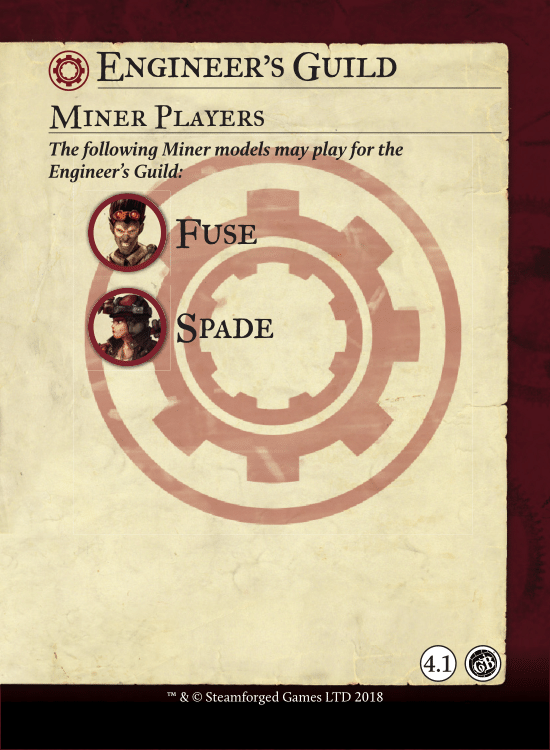 Engineer's Guild
Miner Players
The following Miner models may play for the
Engineer's Guild:
Fuse
Spade
4.1
GB
™ & © Steamforged Games LTD 2018